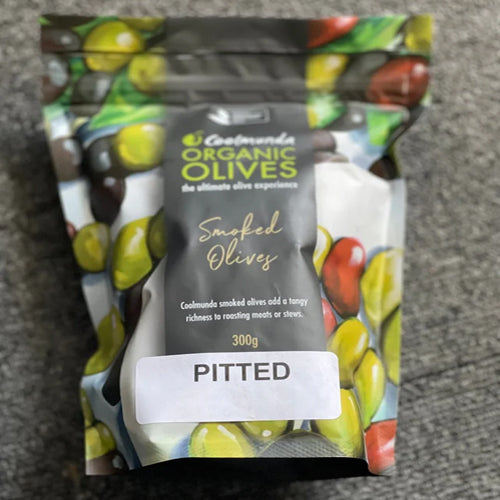 Coolmunda
ORGANIC
OLIVES
the ultimate olive experience
Smoked
Olives
Coolmunda smoked olives add a tangy
richness to roasting meats or stews.
300g
PITTED